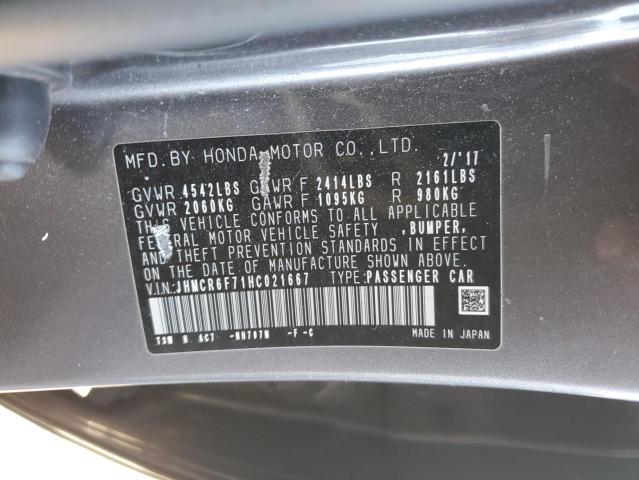 MFD.BY HONDA MOTOR CO.,LTD. 2/'17
GVWR 4542LBS GAWR F 2414LBS R 2161LBS
GVWR 2060KG GAWR F 1095KG R 980KG
THIS VEHICLE CONFORMS TO ALL APPLICABLE
FEDERAL MOTOR VEHICLE SAFETY ,BUMPER,
AND THEFT PREVENTION STANDARDS IN EFFECT
ON THE DATE OF MANUFACTURE SHOWN ABOVE.
V.I.N:JHMCR6F71HC021667 TYPE:PASSENGER CAR
AC7 -NH797M -F -C MADE IN JAPAN